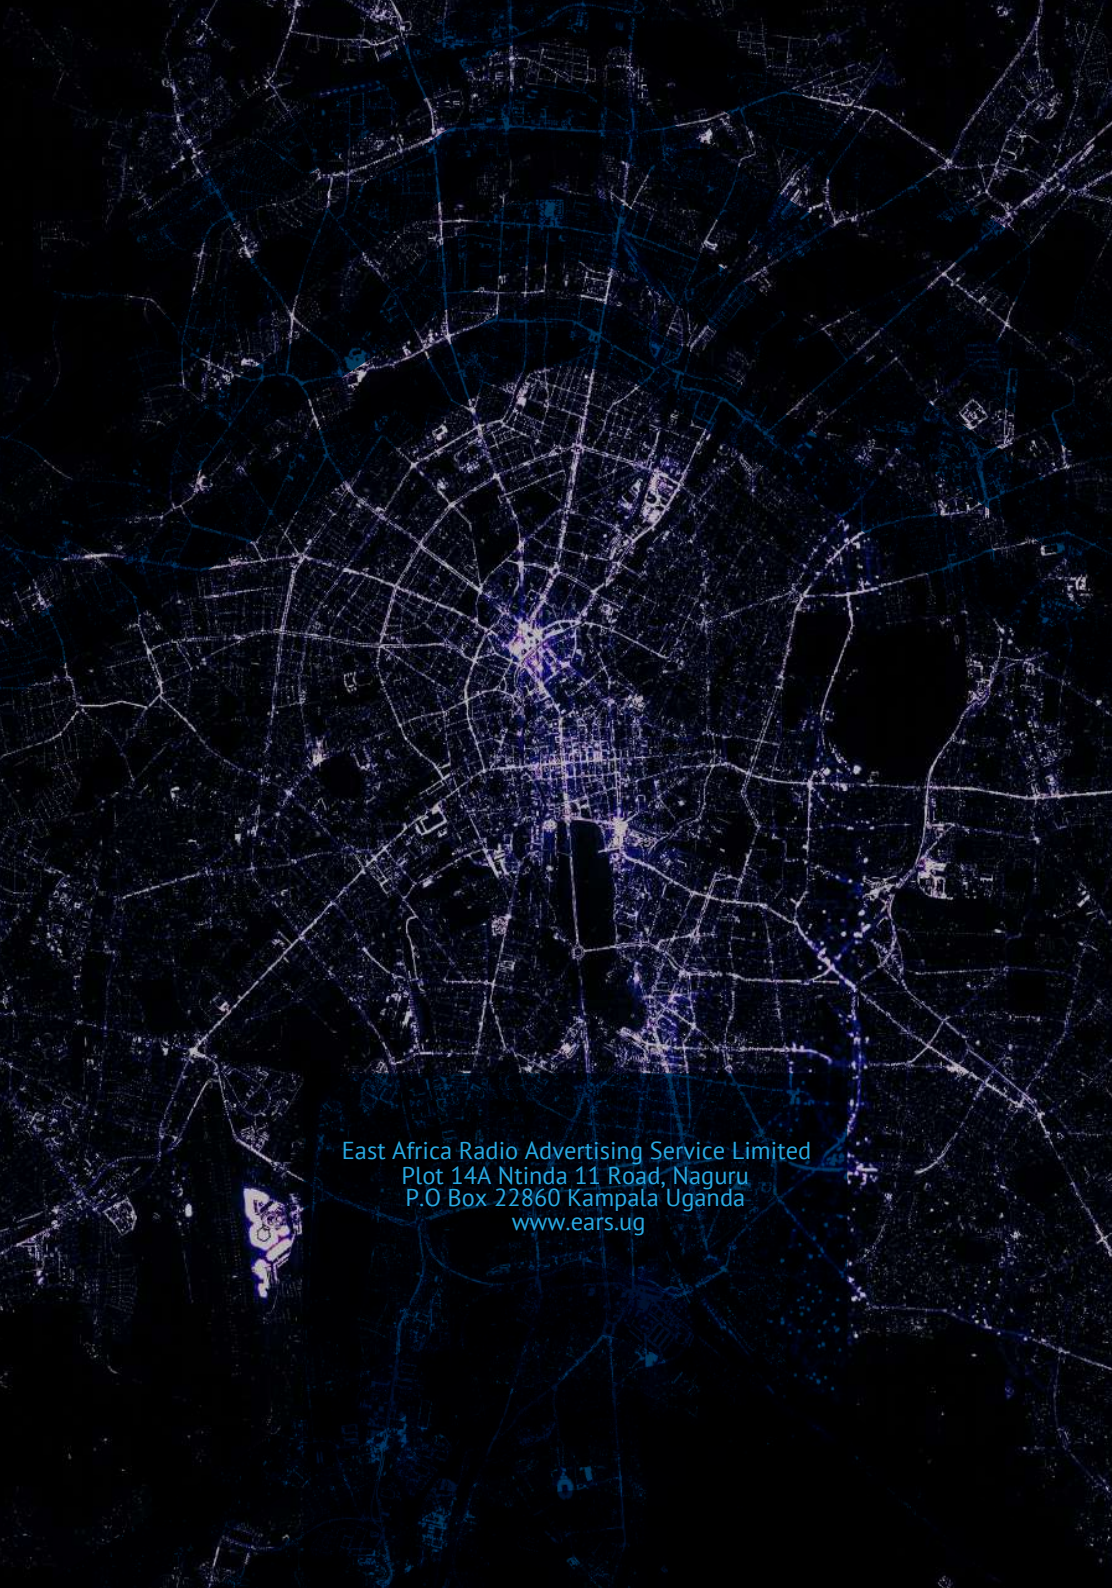 East Africa Radio Advertising Service Limited
Plot 14A Ntinda 11 Road, Naguru
P.O Box 22860 Kampala Uganda
www.ears.ug